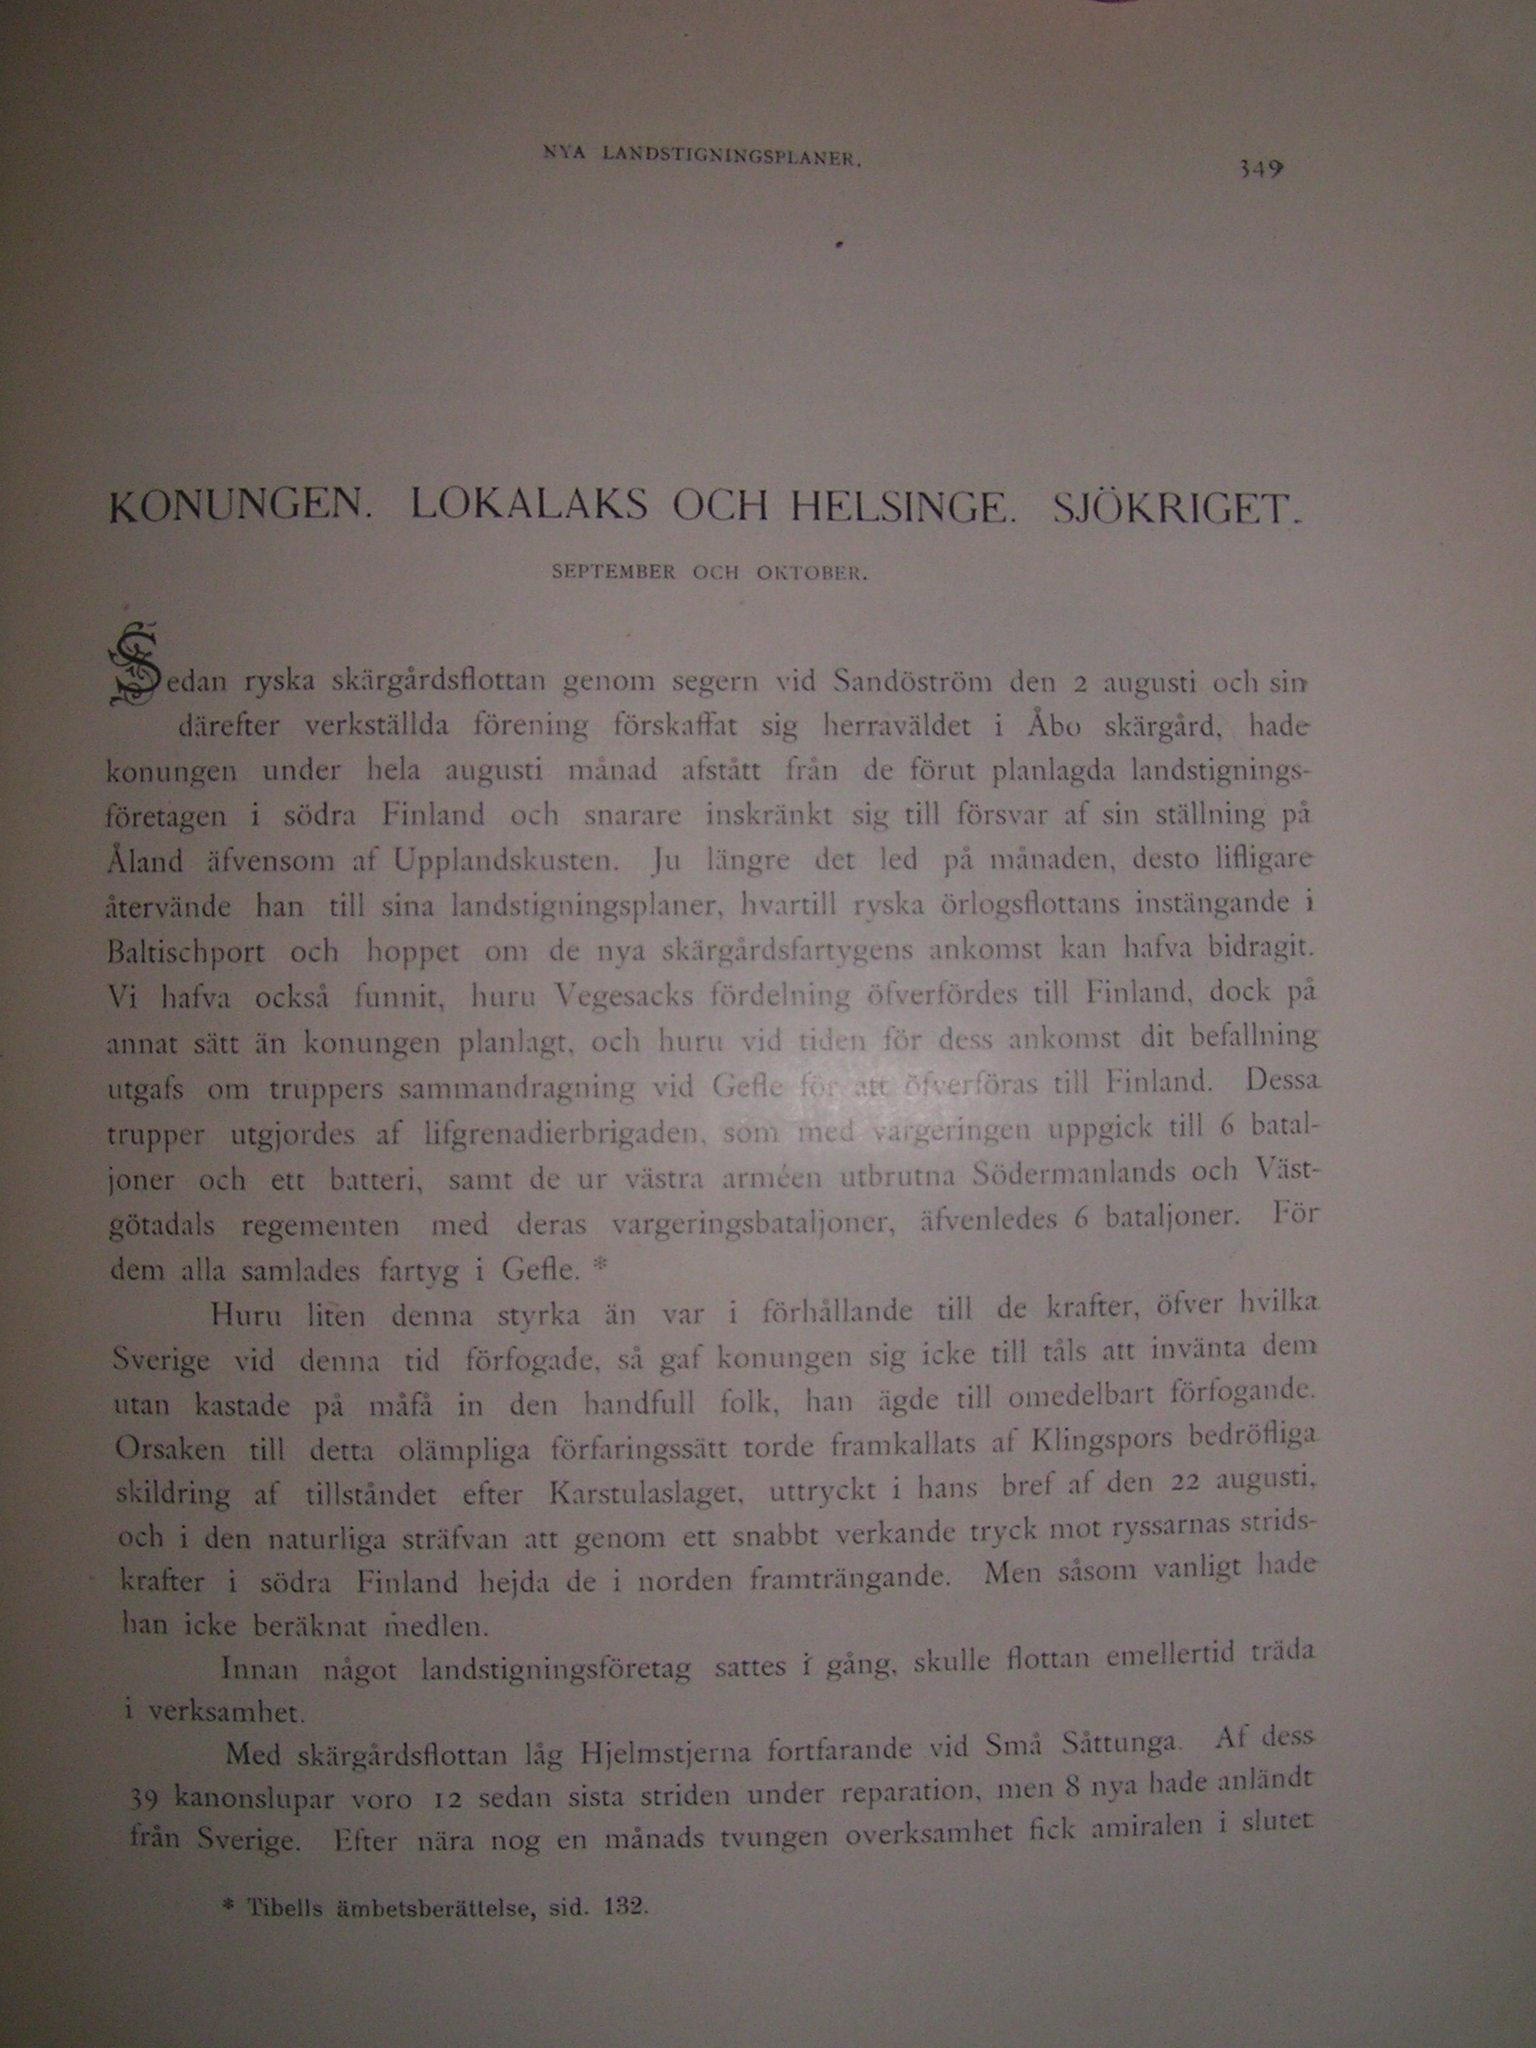 NYA LANDSTIGNINGSPLANER.
349
KONUNGEN. LOKALAKS OCH HELSINGE. SJÖKRIGET.
SEPTEMBER OCH OKTOBER.
Sedan ryska skärgårdsflottan genom segern vid Sandöström den 2 augusti och sin
därefter verkställda förening förskaffat sig herraväldet i Åbo skärgård, hade
konungen under hela augusti månad afstått från de förut planlagda landstignings-
företagen i södra Finland och snarare inskränkt sig till försvar af sin ställning på
Åland äfvensom af Upplandskusten. Ju längre det led på månaden, desto lifligare
återvände han till sina landstigningsplaner, hvartill ryska örlogsflottans instängande i
Baltischport och hoppet om de nya skärgårdsfartygens ankomst kan hafva bidragit.
Vi hafva också funnit, huru Vegesacks fördelning öfverfördes till Finland, dock på
annat sätt än konungen planlagt, och huru vid tiden för dess ankomst dit befallning
utgafs om truppers sammandragning vid Gefle för att öfverföras till Finland. Dessa
trupper utgjordes af lifgrenadierbrigaden, som med vargeringen uppgick till 6 batal-
joner och ett batteri, samt de ur västra arméen utbrutna Södermanlands och Väst-
götadals regementen med deras vargeringsbataljoner, äfvenledes 6 bataljoner. För
dem alla samlades fartyg i Gefle. *
Huru liten denna styrka än var i förhållande till de krafter, öfver hvilka
Sverige vid denna tid förfogade, så gaf konungen sig icke till tåls att invänta dem
utan kastade på måfå in den handfull folk, han ägde till omedelbart förfogande.
Orsaken till detta olämpliga förfaringssätt torde framkallats af Klingspors bedröfliga
skildring af tillståndet efter Karstulaslaget, uttryckt i hans bref af den 22 augusti,
och i den naturliga sträfvan att genom ett snabbt verkande tryck mot ryssarnas strids-
krafter i södra Finland hejda de i norden framträngande. Men såsom vanligt hade
han icke beräknat medlen.
Innan något landstigningsföretag sattes i gång, skulle flottan emellertid träda
i verksamhet.
Med skärgårdsflottan låg Hjelmstjerna fortfarande vid Små Såttunga. Af dess
39 kanonslupar voro 12 sedan sista striden under reparation, men 8 nya hade anländt
från Sverige. Efter nära nog en månads tvungen overksamhet fick amiralen i slutet
* Tibells ämbetsberättelse, sid. 132.